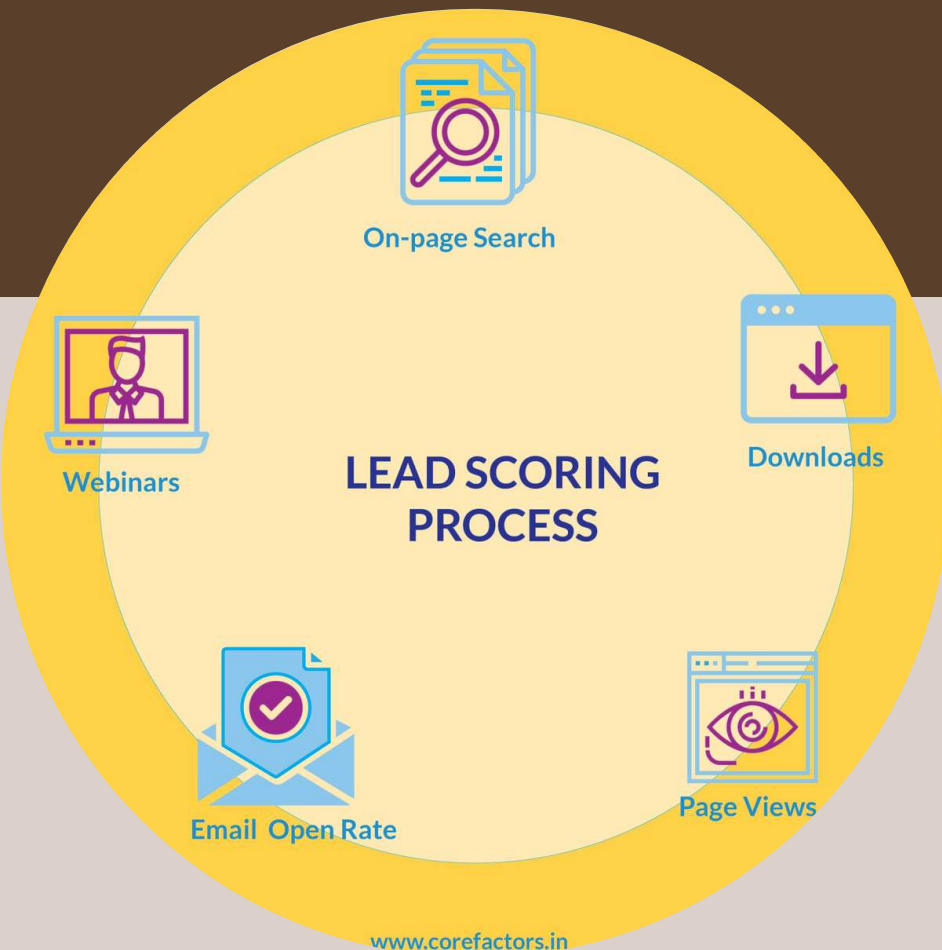 On-page Search
Downloads
Webinars
LEAD SCORING
PROCESS
Page Views
Email Open Rate
www.corefactors.in